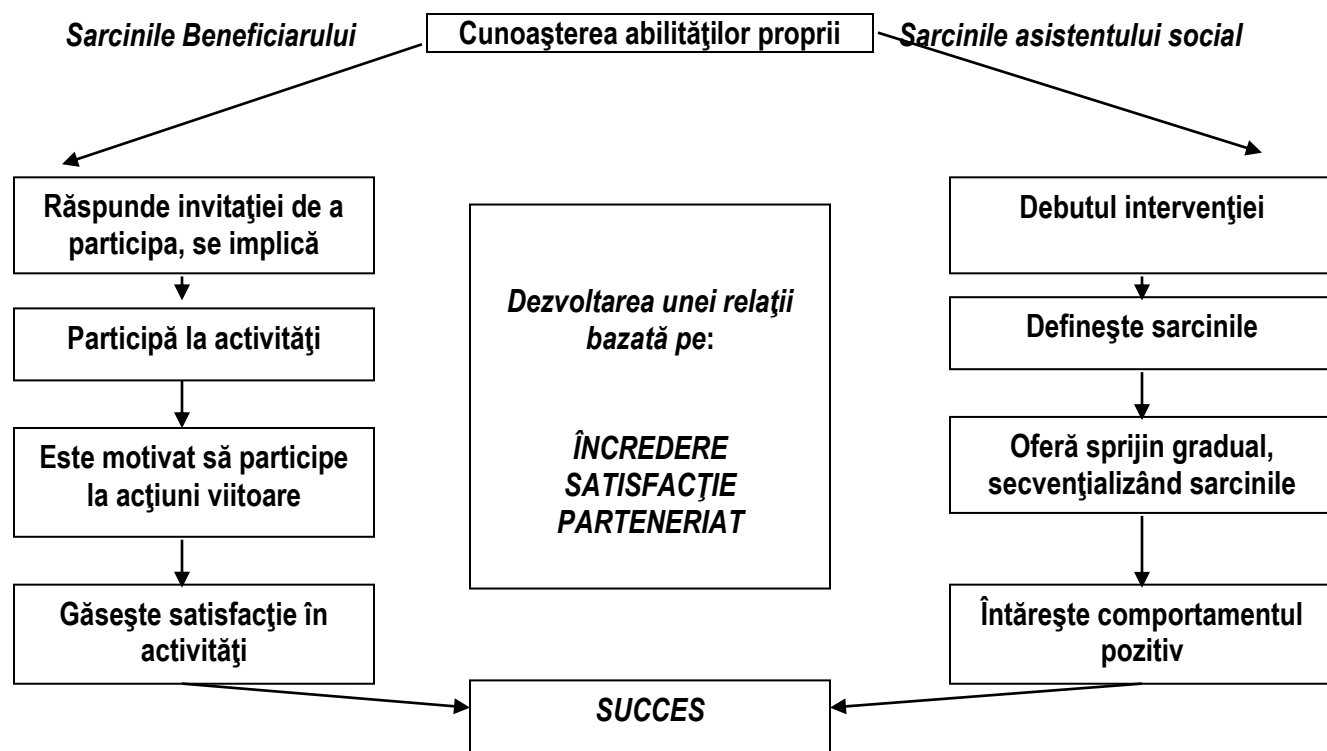 Sarcinile Beneficiarului
Cunoaşterea abilităţilor proprii
Sarcinile asistentului social
Răspunde invitaţiei de a
participa, se implică
Participă la activităţi
Este motivat să participe
la acţiuni viitoare
Găseşte satisfacţie în
activităţi
Dezvoltarea unei relaţii
bazată pe:
ÎNCREDERE
SATISFACŢIE
PARTENERIAT
Debutul intervenţiei
Defineşte sarcinile
Oferă sprijin gradual,
secvenţializând sarcinile
Întăreşte comportamentul
pozitiv
SUCCES